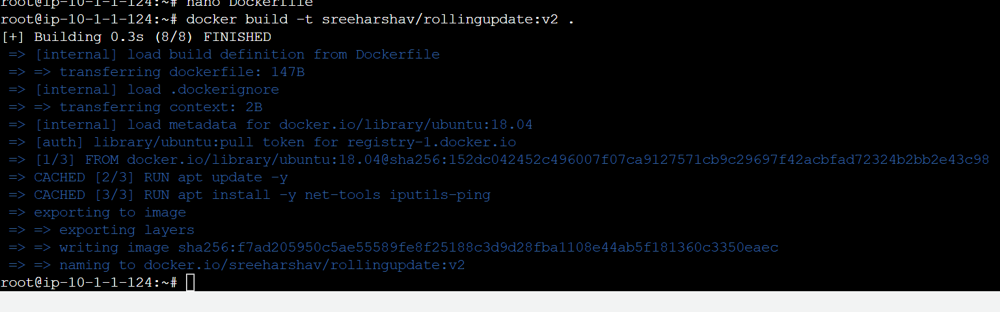 root@ip-10-1-1-124:~# nano Dockerfile
root@ip-10-1-1-124:~# docker build -t sreeharshav/rollingupdate:v2 .
[+] Building 0.3s (8/8) FINISHED
=> [internal] load build definition from Dockerfile
=> => transferring dockerfile: 147B
=> [internal] load .dockerignore
=> => transferring context: 2B
=> [internal] load metadata for docker.io/library/ubuntu:18.04
=> [auth] library/ubuntu:pull token for registry-1.docker.io
=> [1/3] FROM docker.io/library/ubuntu:18.04@sha256:152dc042452c496007f07ca9127571cb9c29697f42acbfad72324b2bb2e43c98
=> CACHED [2/3] RUN apt update -y
=> CACHED [3/3] RUN apt install -y net-tools iputils-ping
=> exporting to image
=> => exporting layers
=> => writing image sha256:f7ad205950c5ae55589fe8f25188c3d9d28fba1108e44ab5f181360c3350eaec
=> => naming to docker.io/sreeharshav/rollingupdate:v2
root@ip-10-1-1-124:~#